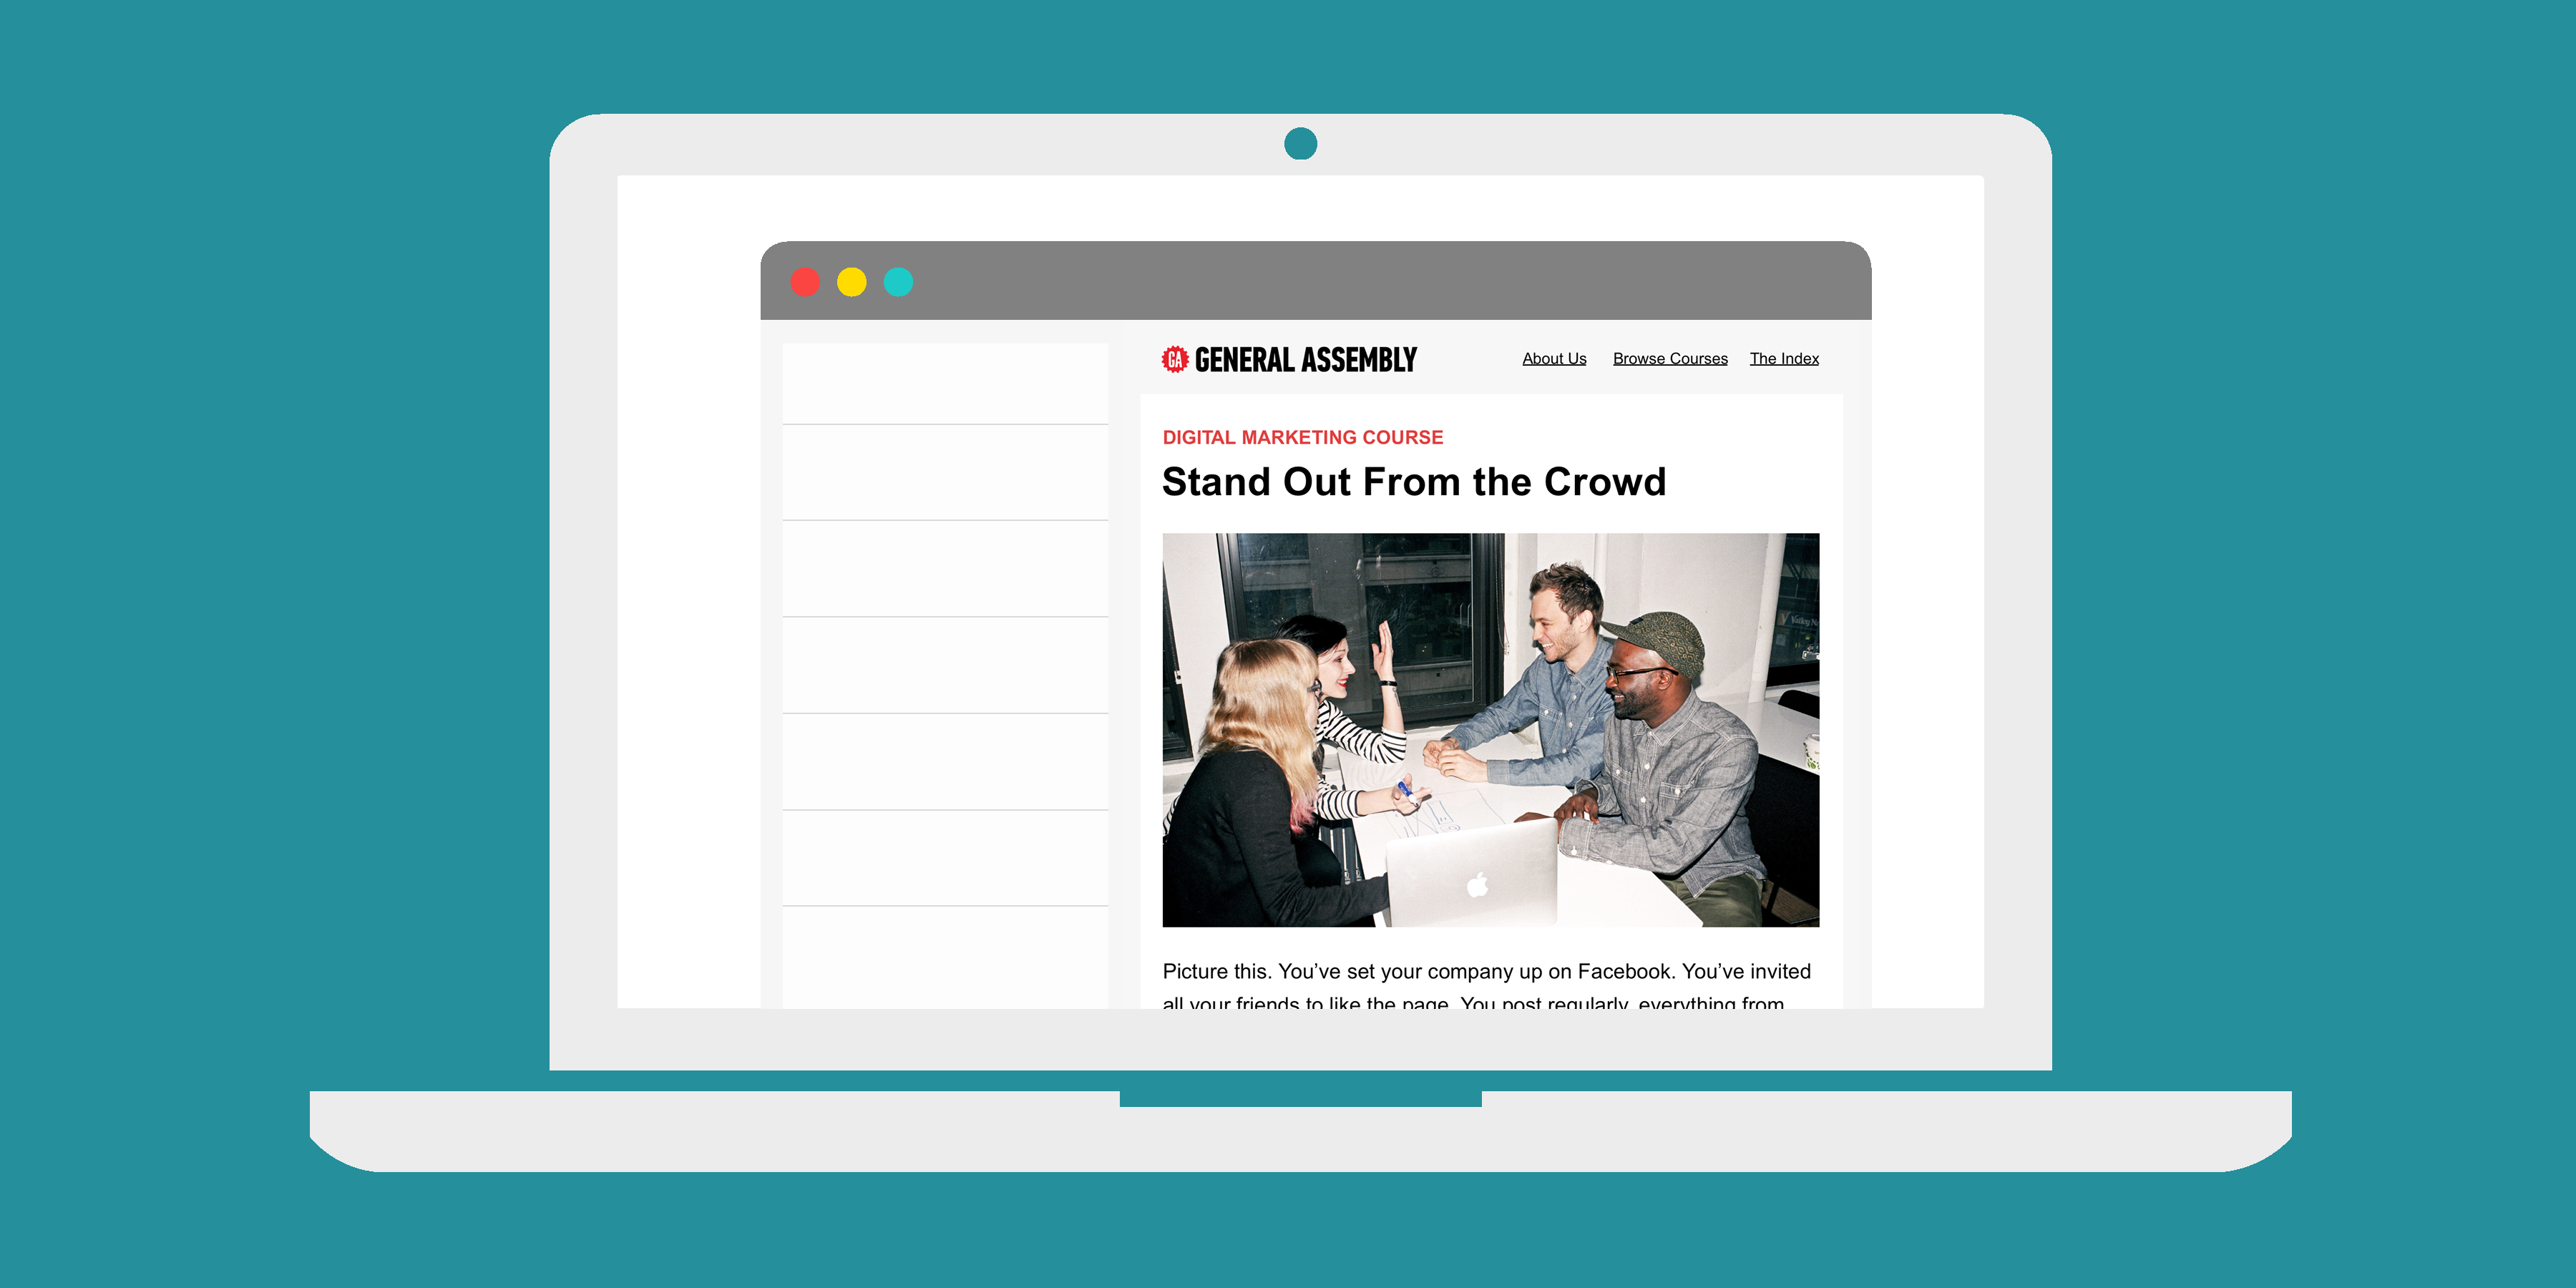 GA GENERAL ASSEMBLY
About Us Browse Courses The Index
DIGITAL MARKETING COURSE
Stand Out From the Crowd
Picture this. You’ve set your company up on Facebook. You’ve invited
all your friends to like the page. You post regularly, everything from